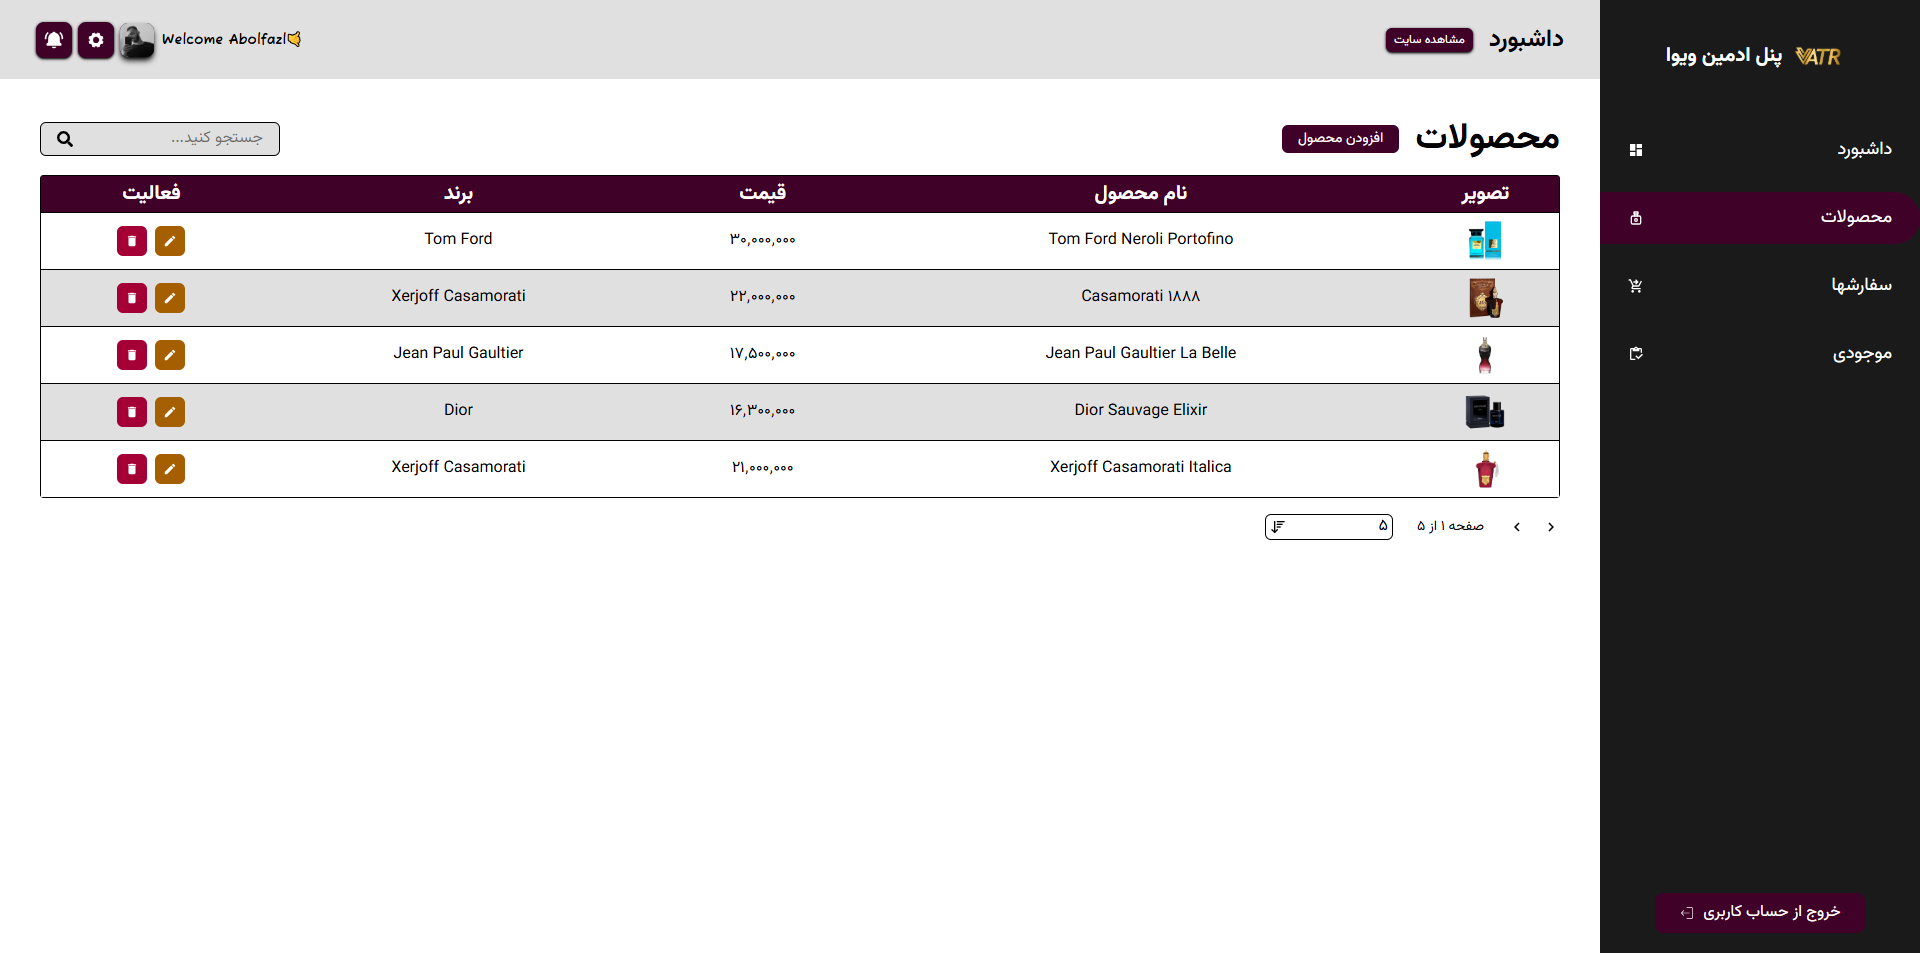 VATR پنل ادمین ویوا
داشبورد
محصولات
سفارشها
موجودی
خروج از حساب کاربری
داشبورد مشاهده سایت
Welcome Abolfazl🤙
محصولات افزودن محصول
جستجو کنید...
تصویر نام محصول قیمت برند فعالیت
Tom Ford Neroli Portofino ۳۰,۰۰۰,۰۰۰ Tom Ford
Casamorati ۱۸۸۸ ۲۲,۰۰۰,۰۰۰ Xerjoff Casamorati
Jean Paul Gaultier La Belle ۱۷,۵۰۰,۰۰۰ Jean Paul Gaultier
Dior Sauvage Elixir ۱۶,۳۰۰,۰۰۰ Dior
Xerjoff Casamorati Italica ۲۱,۰۰۰,۰۰۰ Xerjoff Casamorati
صفحه ۱ از ۵ ۵